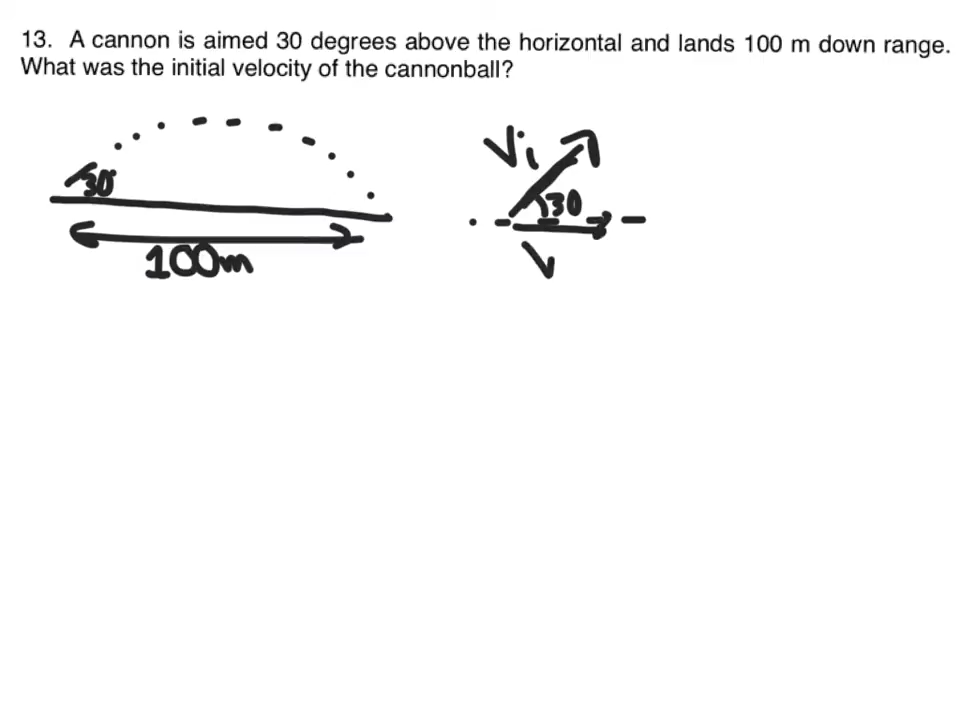 13. A cannon is aimed 30 degrees above the horizontal and lands 100 m down range.
What was the initial velocity of the cannonball?
30
100m
Vi
30
V